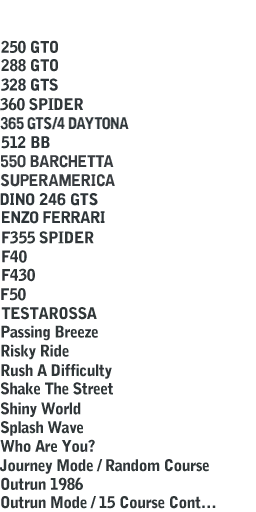 250 GTO
288 GTO
328 GTS
360 SPIDER
365 GTS/4 DAYTONA
512 BB
550 BARCHETTA
SUPERAMERICA
DINO 246 GTS
ENZO FERRARI
F355 SPIDER
F40
F430
F50
TESTAROSSA
Passing Breeze
Risky Ride
Rush A Difficulty
Shake The Street
Shiny World
Splash Wave
Who Are You?
Journey Mode / Random Course
Outrun 1986
Outrun Mode / 15 Course Cont...